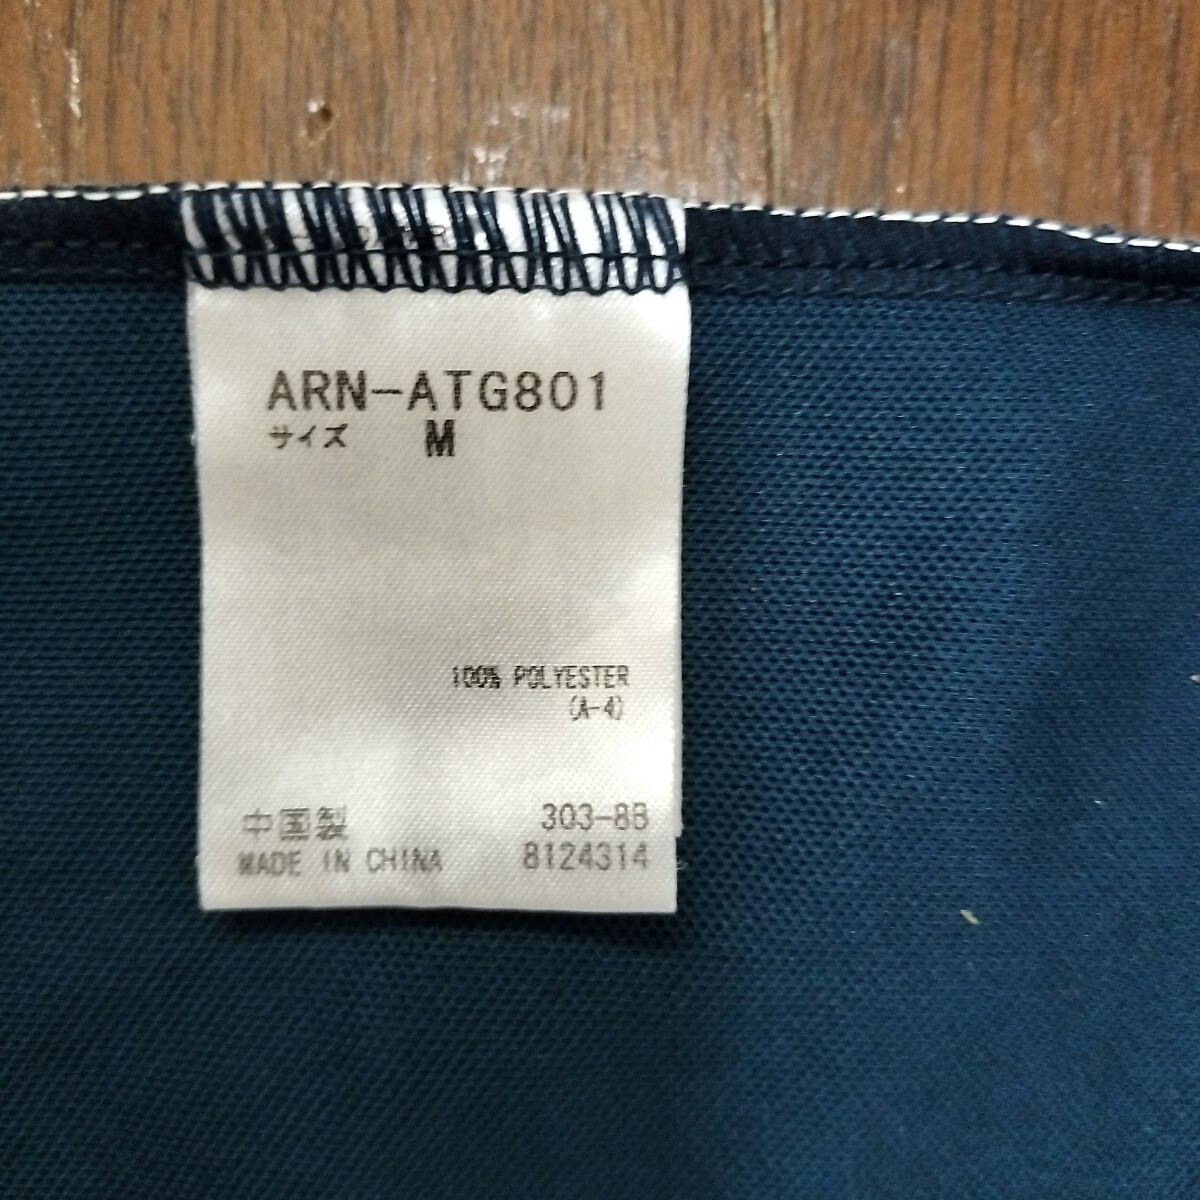 ARN-ATG801
サイズ M
100% POLYESTER
(A-4)
中国製 303-8B
MADE IN CHINA 8124314